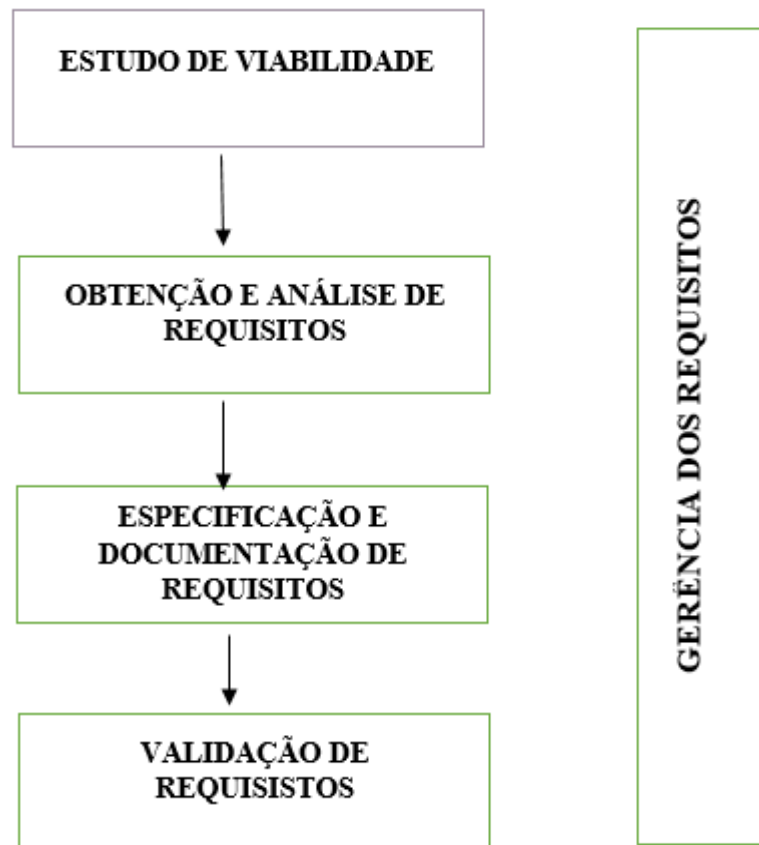 ESTUDO DE VIABILIDADE
OBTENÇÃO E ANÁLISE DE
REQUISITOS
ESPECIFICAÇÃO E
DOCUMENTAÇÃO DE
REQUISITOS
VALIDAÇÃO DE
REQUISISTOS
GERÊNCIA DOS REQUISITOS